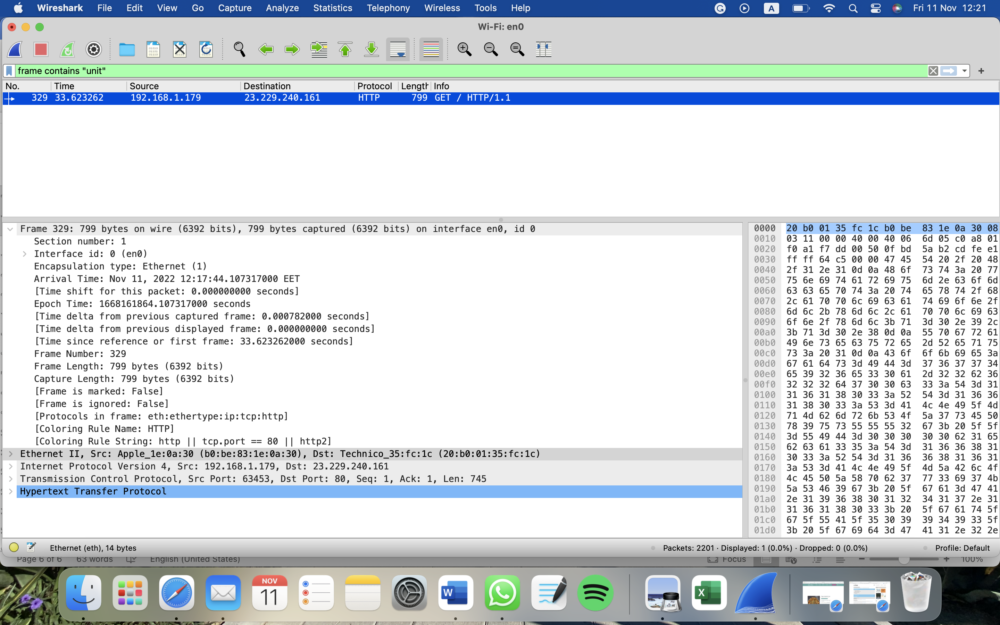 Wireshark File Edit View Go Capture Analyze Statistics Telephony Wireless Tools Help A Fri 11 Nov 12:21
Wi-Fi: en0
frame contains "unit"
No. Time Source Destination Protocol Length Info
329 33.623262 192.168.1.179 23.229.240.161 HTTP 799 GET / HTTP/1.1
Frame 329: 799 bytes on wire (6392 bits), 799 bytes captured (6392 bits) on interface en0, id 0
Section number: 1
Interface id: 0 (en0)
Encapsulation type: Ethernet (1)
Arrival Time: Nov 11, 2022 12:17:44.107317000 EET
[Time shift for this packet: 0.000000000 seconds]
Epoch Time: 1668161864.107317000 seconds
[Time delta from previous captured frame: 0.000782000 seconds]
[Time delta from previous displayed frame: 0.000000000 seconds]
[Time since reference or first frame: 33.623262000 seconds]
Frame Number: 329
Frame Length: 799 bytes (6392 bits)
Capture Length: 799 bytes (6392 bits)
[Frame is marked: False]
[Frame is ignored: False]
[Protocols in frame: eth:ethertype:ip:tcp:http]
[Coloring Rule Name: HTTP]
[Coloring Rule String: http || tcp.port == 80 || http2]
Ethernet II, Src: Apple_1e:0a:30 (b0:be:83:1e:0a:30), Dst: Technico_35:fc:1c (20:b0:01:35:fc:1c)
Internet Protocol Version 4, Src: 192.168.1.179, Dst: 23.229.240.161
Transmission Control Protocol, Src Port: 63453, Dst Port: 80, Seq: 1, Ack: 1, Len: 745
Hypertext Transfer Protocol
0000 20 b0 01 35 fc 1c b0 be 83 1e 0a 30 08
0010 03 11 00 00 40 00 40 06 6d 05 c0 a8 01
0020 f0 a1 f7 dd 00 50 0f bd 5a b2 cd fe e1
0030 ff ff 64 c5 00 00 47 45 54 20 2f 20 48
0040 2f 31 2e 31 0d 0a 48 6f 73 74 3a 20 77
0050 75 6e 69 74 61 72 69 75 6d 2e 63 6f 6d
0060 63 63 65 70 74 3a 20 74 65 78 74 2f 68
0070 2c 61 70 70 6c 69 63 61 74 69 6f 6e 2f
0080 6d 6c 2b 78 6d 6c 2c 61 70 70 6c 69 63
0090 6f 6e 2f 78 6d 6c 3b 71 3d 30 2e 39 2c
00a0 3b 71 3d 30 2e 38 0d 0a 55 70 67 72 61
00b0 49 6e 73 65 63 75 72 65 2d 52 65 71 75
00c0 73 3a 20 31 0d 0a 43 6f 6f 6b 69 65 3a
00d0 67 61 64 73 3d 49 44 3d 37 36 37 37 34
00e0 65 39 32 36 65 33 30 61 2d 32 32 62 36
00f0 32 32 32 64 37 30 30 63 33 3a 54 3d 31
0100 31 36 31 38 30 33 3a 52 54 3d 31 36 36
0110 31 38 30 33 3a 53 3d 41 4c 4e 49 5f 4d
0120 71 4d 62 6d 72 6b 53 4f 5a 37 73 45 50
0130 78 39 75 73 55 55 55 32 67 3b 20 5f 5f
0140 3d 55 49 44 3d 30 30 30 30 30 62 31 65
0150 62 63 61 33 35 3a 54 3d 31 36 36 38 31
0160 30 33 3a 52 54 3d 31 36 36 38 31 36 31
0170 3a 53 3d 41 4c 4e 49 5f 4d 5a 42 6c 4f
0180 4c 45 50 5a 58 70 62 37 77 33 69 37 4b
0190 5a 53 46 39 67 3b 20 5f 67 61 3d 47 41
01a0 2e 31 39 36 38 30 31 32 34 31 37 2e 31
01b0 31 36 31 38 30 33 3b 20 5f 67 61 74 5f
01c0 67 5f 55 41 5f 35 30 39 39 34 39 33 5f
01d0 3b 20 5f 67 69 64 3d 47 41 31 2e 32 2e
Ethernet (eth), 14 bytes Packets: 2201 · Displayed: 1 (0.0%) · Dropped: 0 (0.0%) Profile: Default
Page 6 of 6 63 words English (United States) Focus 100%
NOV
11
W
X